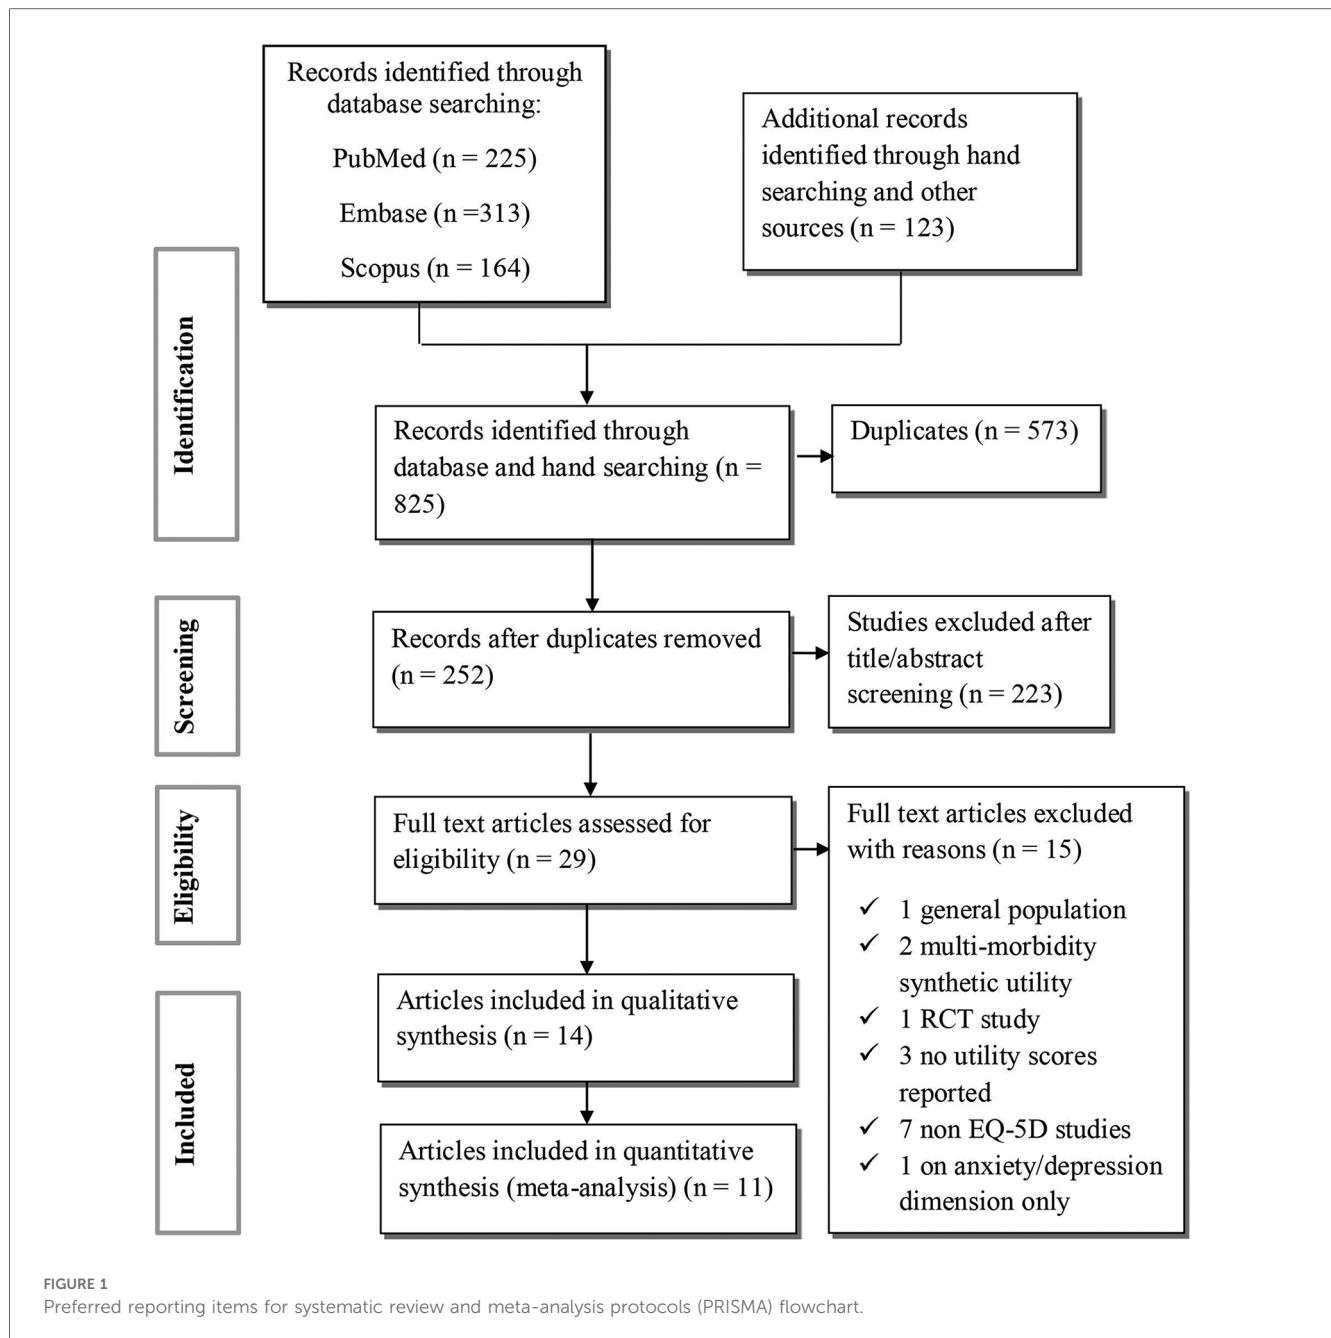 Records identified through
database searching:
PubMed (n = 225)
Embase (n =313)
Scopus (n = 164)
Additional records
identified through hand
searching and other
sources (n = 123)
Identification
Records identified through
database and hand searching (n =
825)
Duplicates (n = 573)
Screening
Records after duplicates removed
(n = 252)
Studies excluded after
title/abstract
screening (n = 223)
Eligibility
Full text articles assessed for
eligibility (n = 29)
Full text articles excluded
with reasons (n = 15)
✓ 1 general population
✓ 2 multi-morbidity
synthetic utility
✓ 1 RCT study
✓ 3 no utility scores
reported
✓ 7 non EQ-5D studies
✓ 1 on anxiety/depression
dimension only
Included
Articles included in qualitative
synthesis (n = 14)
Articles included in quantitative
synthesis (meta-analysis) (n = 11)
FIGURE 1
Preferred reporting items for systematic review and meta-analysis protocols (PRISMA) flowchart.